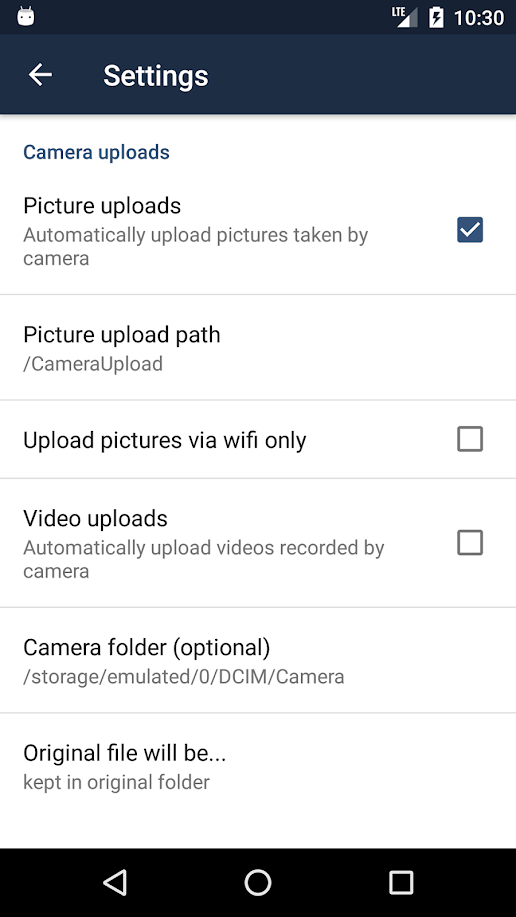 LTE 10:30
Settings
Camera uploads
Picture uploads
Automatically upload pictures taken by
camera
Picture upload path
/CameraUpload
Upload pictures via wifi only
Video uploads
Automatically upload videos recorded by
camera
Camera folder (optional)
/storage/emulated/0/DCIM/Camera
Original file will be...
kept in original folder